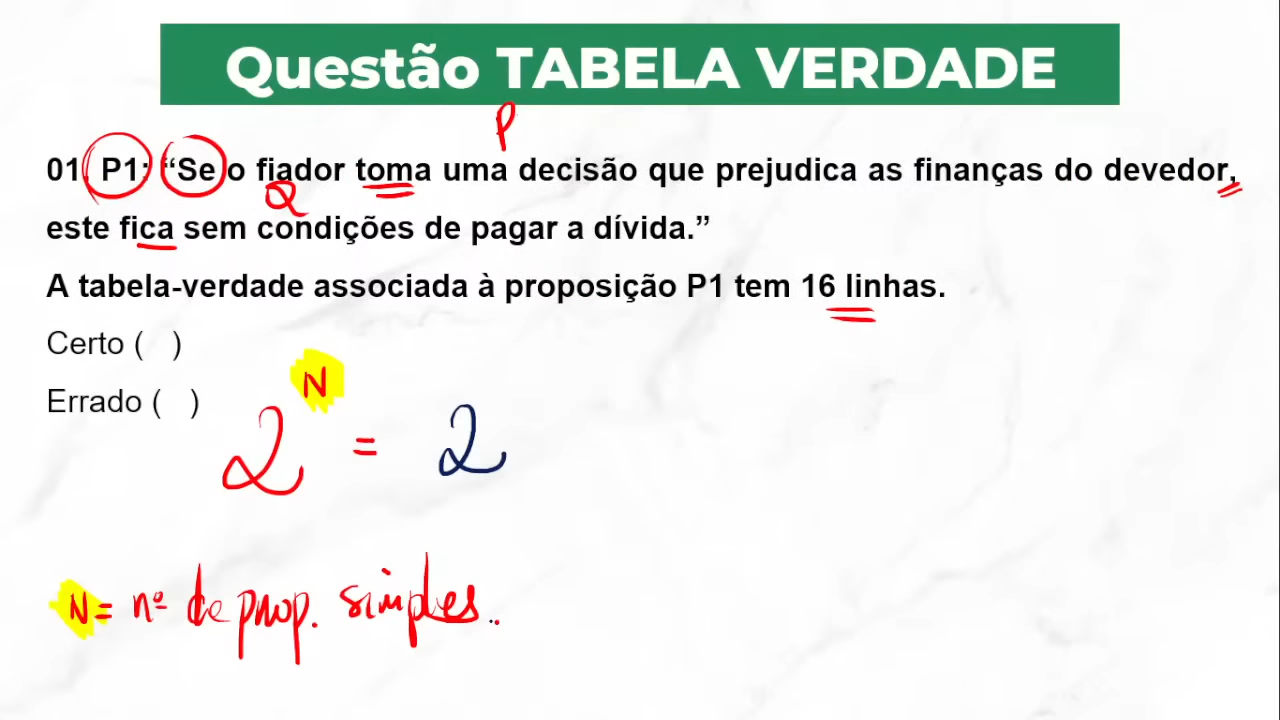 Questão TABELA VERDADE
P
01. P1: “Se o fiador toma uma decisão que prejudica as finanças do devedor,
Q
este fica sem condições de pagar a dívida.”
A tabela-verdade associada à proposição P1 tem 16 linhas.
Certo ( )
Errado ( )
2^N = 2
N = nº de prop. simples.